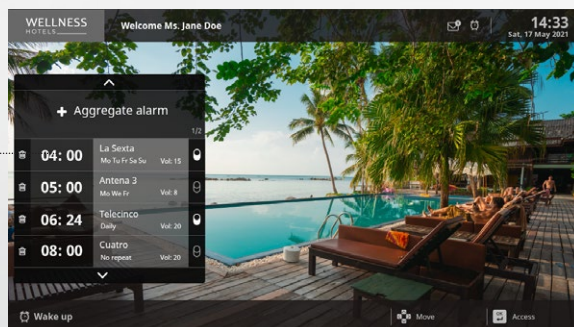 WELLNESS
HOTELS
Welcome Ms. Jane Doe
14:33
Sat, 17 May 2021
+ Aggregate alarm
1/2
04: 00
La Sexta
Mo Tu Fr Sa Su Vol: 15
05: 00
Antena 3
Mo We Fr Vol: 8
06: 24
Telecinco
Daily Vol: 20
08: 00
Cuatro
No repeat Vol: 20
Wake up
Move
OK
Access